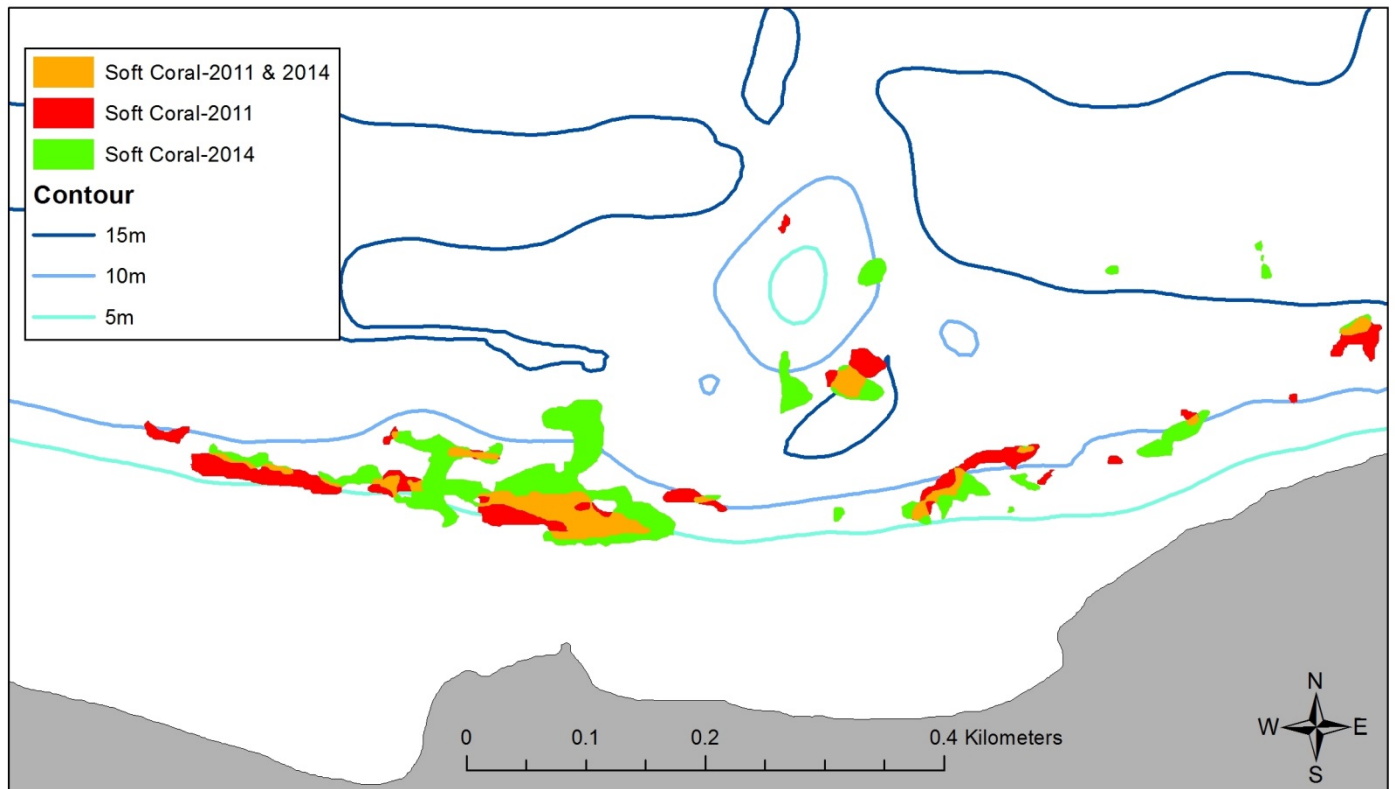 Soft Coral-2011 & 2014
Soft Coral-2011
Soft Coral-2014
Contour
15m
10m
5m
0 0.1 0.2 0.4 Kilometers
N
W E
S